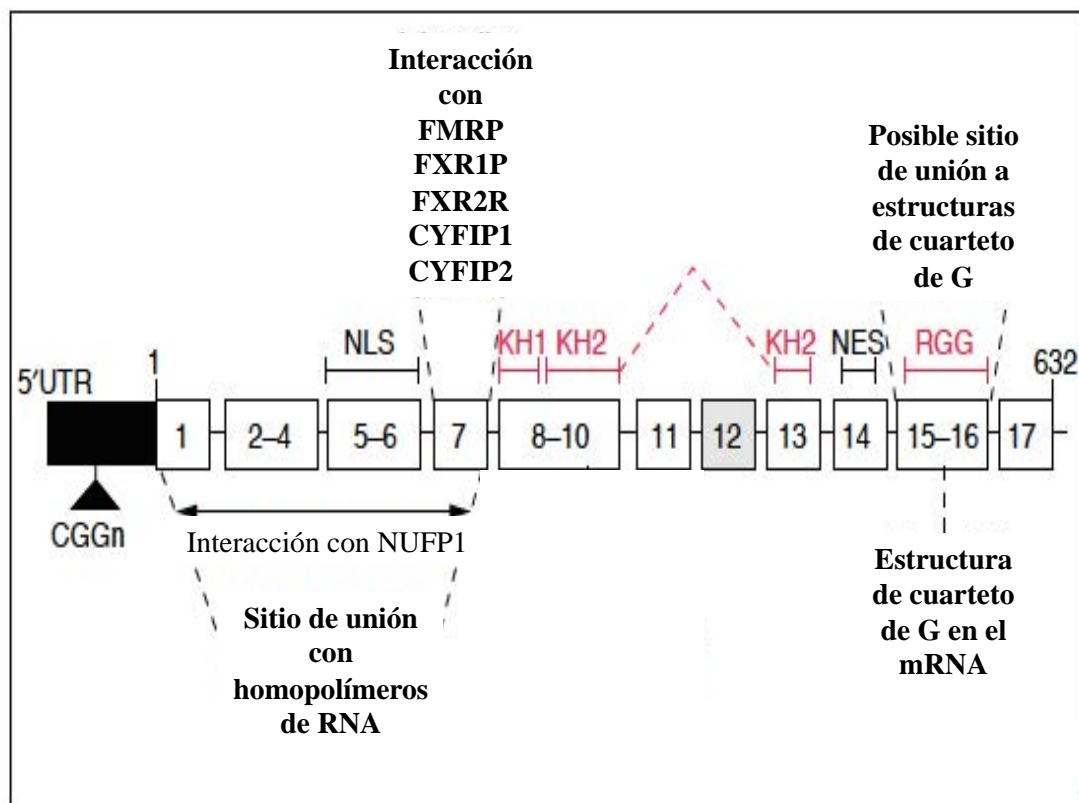 Interacción
con
FMRP
FXR1P
FXR2R
CYFIP1
CYFIP2
Posible sitio
de unión a
estructuras
de cuarteto
de G
NLS KH1 KH2 KH2 NES RGG
5'UTR 1 632
1 2–4 5–6 7 8–10 11 12 13 14 15–16 17
CGGn
Interacción con NUFP1
Sitio de unión
con
homopolímeros
de RNA
Estructura
de cuarteto
de G en el
mRNA